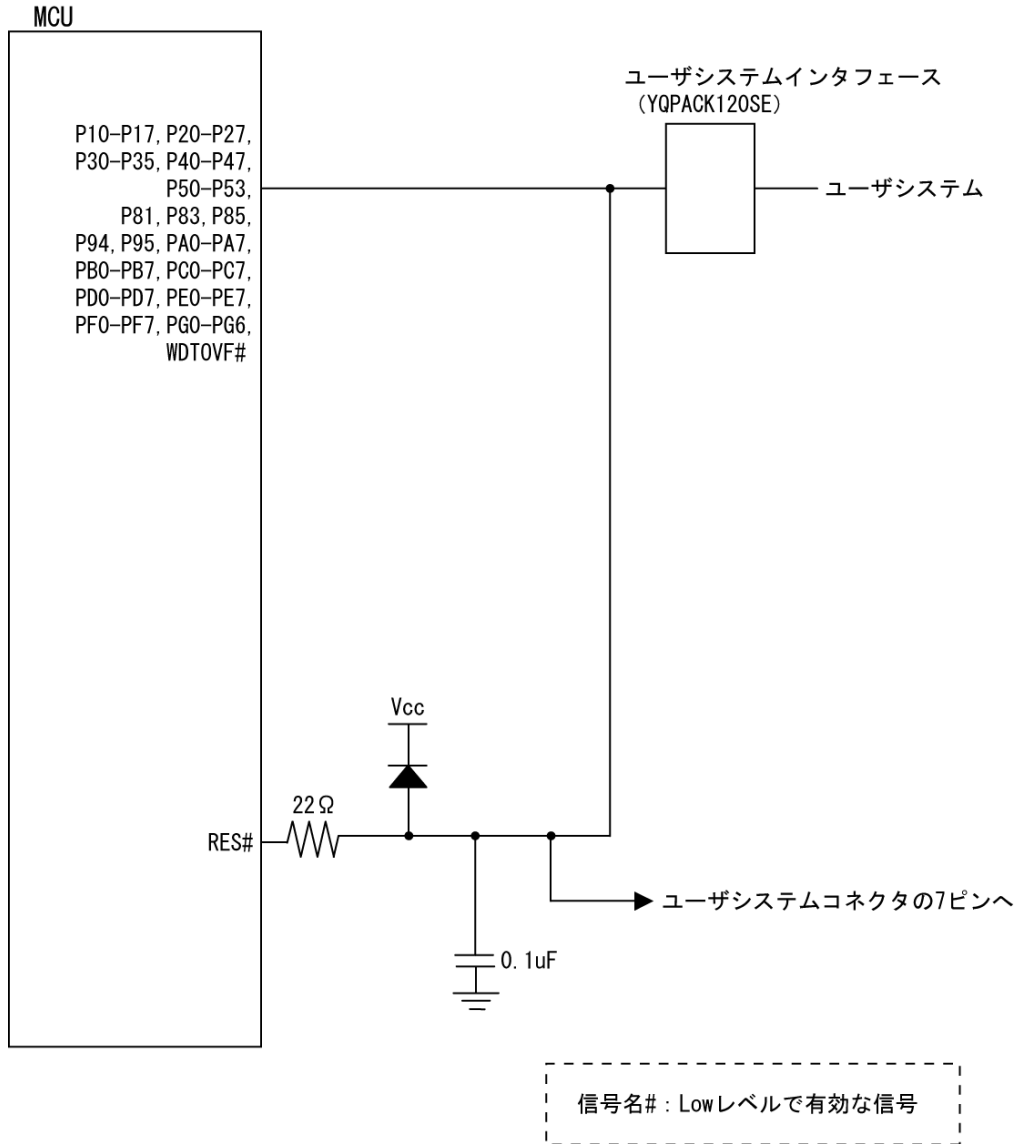 MCU
ユーザシステムインタフェース
(YQPACK120SE)
P10-P17, P20-P27,
P30-P35, P40-P47,
P50-P53,
ユーザシステム
P81, P83, P85,
P94, P95, PA0-PA7,
PB0-PB7, PC0-PC7,
PD0-PD7, PE0-PE7,
PF0-PF7, PG0-PG6,
WDTOVF#
Vcc
22Ω
RES#
ユーザシステムコネクタの7ピンへ
0.1uF
信号名# : Lowレベルで有効な信号